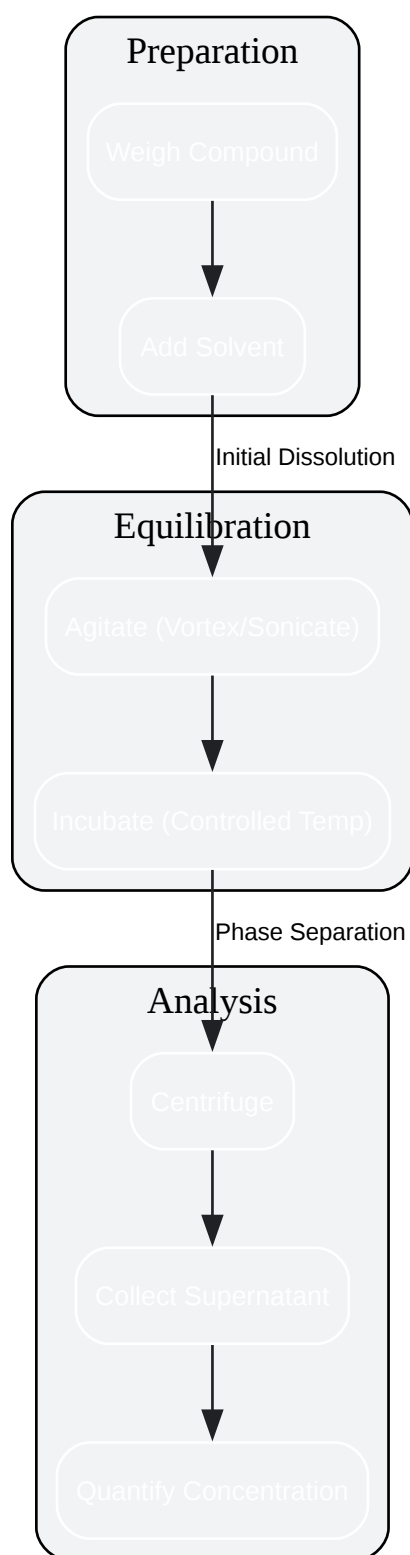 Preparation
Weigh Compound
Add Solvent
Initial Dissolution
Equilibration
Agitate (Vortex/Sonicate)
Incubate (Controlled Temp)
Phase Separation
Analysis
Centrifuge
Collect Supernatant
Quantify Concentration